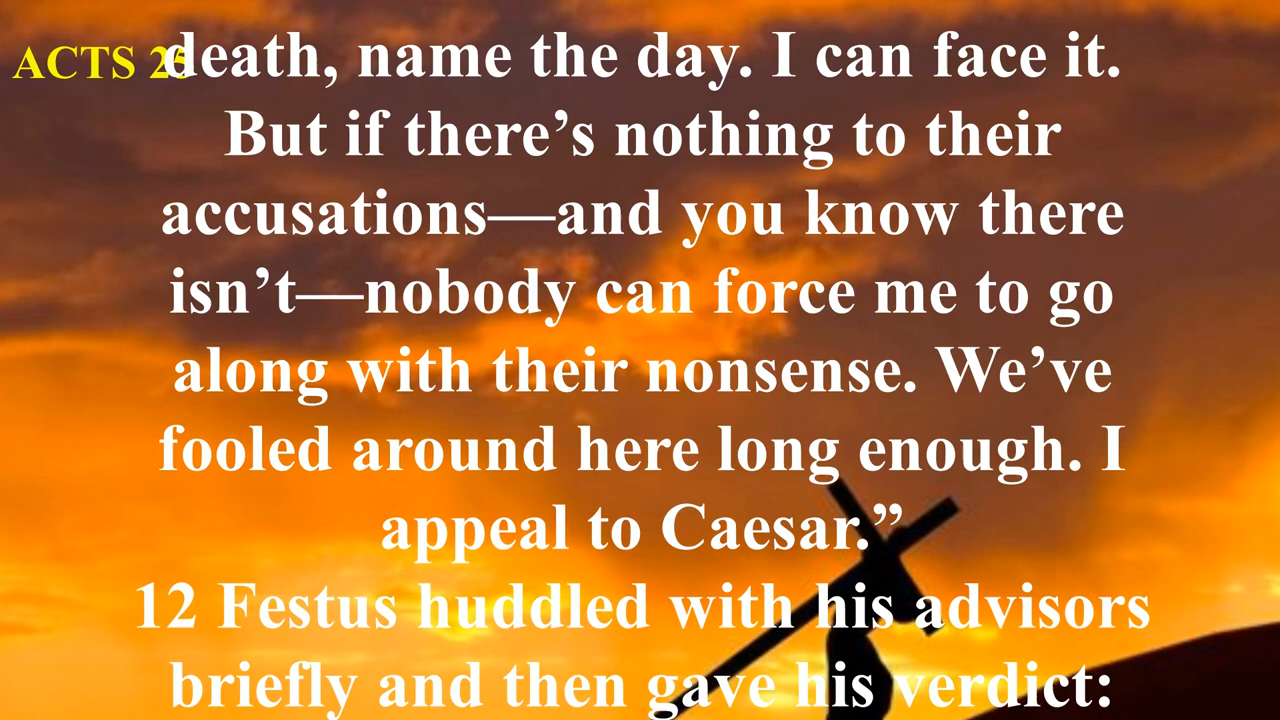 ACTS 25
death, name the day. I can face it.
But if there’s nothing to their
accusations—and you know there
isn’t—nobody can force me to go
along with their nonsense. We’ve
fooled around here long enough. I
appeal to Caesar.”
12 Festus huddled with his advisors
briefly and then gave his verdict: